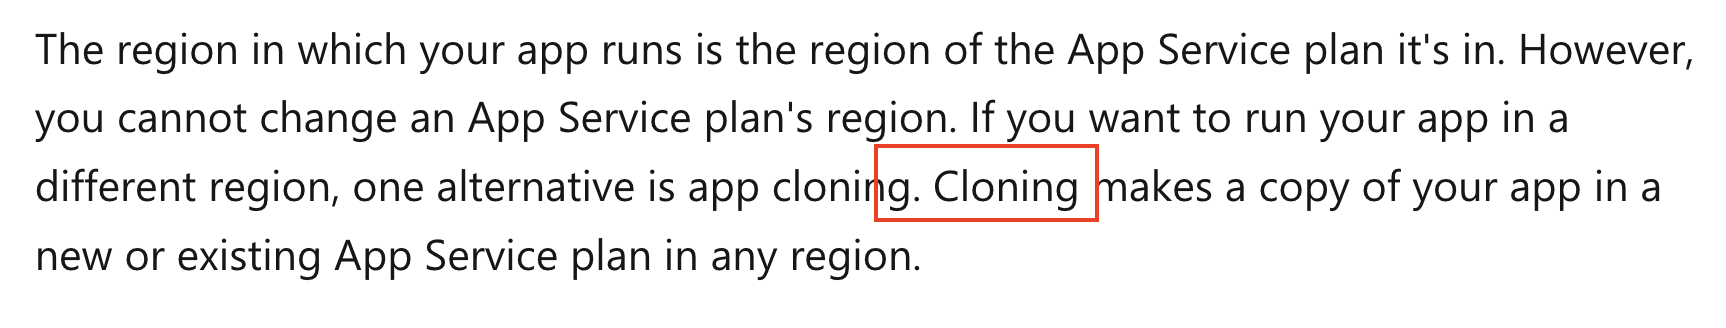 The region in which your app runs is the region of the App Service plan it's in. However,
you cannot change an App Service plan's region. If you want to run your app in a
different region, one alternative is app cloning. Cloning makes a copy of your app in a
new or existing App Service plan in any region.